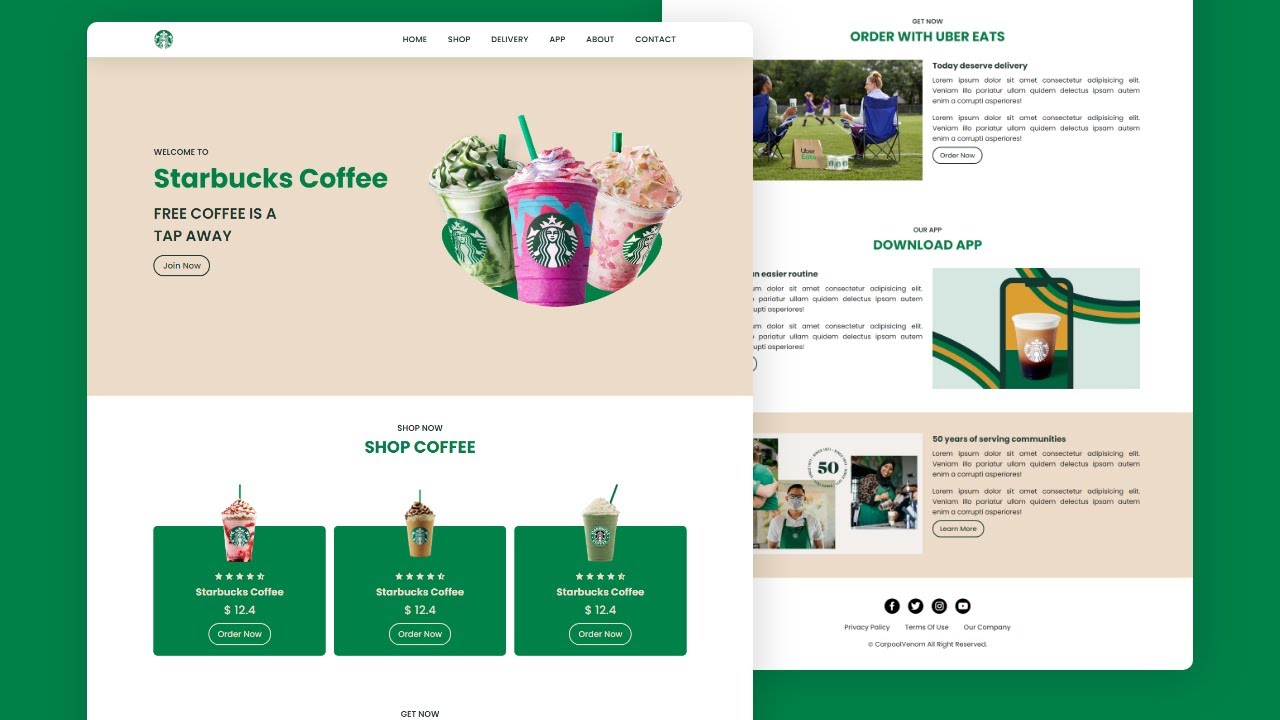 HOME SHOP DELIVERY APP ABOUT CONTACT
WELCOME TO
Starbucks Coffee
FREE COFFEE IS A
TAP AWAY
Join Now
SHOP NOW
SHOP COFFEE
Starbucks Coffee
$ 12.4
Order Now
Starbucks Coffee
$ 12.4
Order Now
Starbucks Coffee
$ 12.4
Order Now
GET NOW
GET NOW
ORDER WITH UBER EATS
Uber
Eats
Today deserve delivery
Lorem ipsum dolor sit amet consectetur adipisicing elit.
Veniam illo pariatur ullam quidem delectus ipsam autem
enim a corrupti asperiores!
Lorem ipsum dolor sit amet consectetur adipisicing elit.
Veniam illo pariatur ullam quidem delectus ipsam autem
enim a corrupti asperiores!
Order Now
OUR APP
DOWNLOAD APP
n easier routine
um dolor sit amet consectetur adipisicing elit.
pariatur ullam quidem delectus ipsam autem
upti asperiores!
um dolor sit amet consectetur adipisicing elit.
pariatur ullam quidem delectus ipsam autem
upti asperiores!
50
50 years of serving communities
Lorem ipsum dolor sit amet consectetur adipisicing elit.
Veniam illo pariatur ullam quidem delectus ipsam autem
enim a corrupti asperiores!
Lorem ipsum dolor sit amet consectetur adipisicing elit.
Veniam illo pariatur ullam quidem delectus ipsam autem
enim a corrupti asperiores!
Learn More
Privacy Policy Terms Of Use Our Company
© CarpoolVenom All Right Reserved.